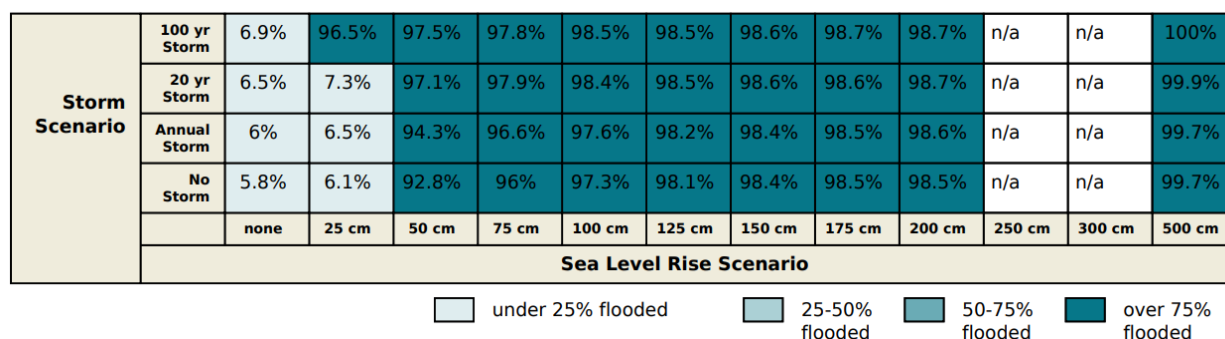 100 yr Storm 6.9% 96.5% 97.5% 97.8% 98.5% 98.5% 98.6% 98.7% 98.7% n/a n/a 100%
20 yr Storm 6.5% 7.3% 97.1% 97.9% 98.4% 98.5% 98.6% 98.6% 98.7% n/a n/a 99.9%
Storm Scenario
Annual Storm 6% 6.5% 94.3% 96.6% 97.6% 98.2% 98.4% 98.5% 98.6% n/a n/a 99.7%
No Storm 5.8% 6.1% 92.8% 96% 97.3% 98.1% 98.4% 98.5% 98.5% n/a n/a 99.7%
none 25 cm 50 cm 75 cm 100 cm 125 cm 150 cm 175 cm 200 cm 250 cm 300 cm 500 cm
Sea Level Rise Scenario
under 25% flooded 25-50% flooded 50-75% flooded over 75% flooded